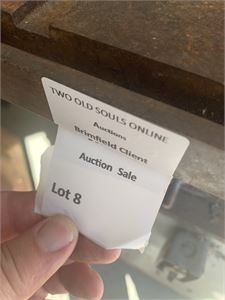 TWO OLD SOULS ONLINE
Auctions
Brimfield Client
Auction Sale
Lot 8